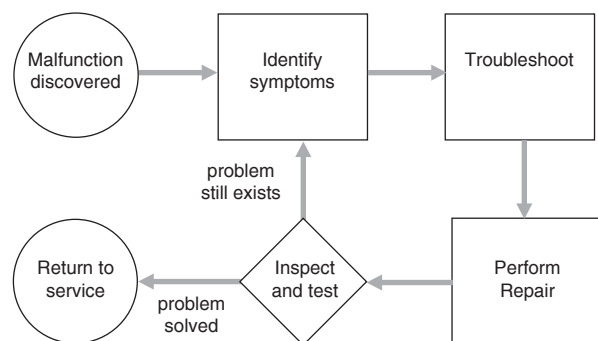 Malfunction
discovered
Identify
symptoms
Troubleshoot
problem
still exists
Return to
service
problem
solved
Inspect
and test
Perform
Repair